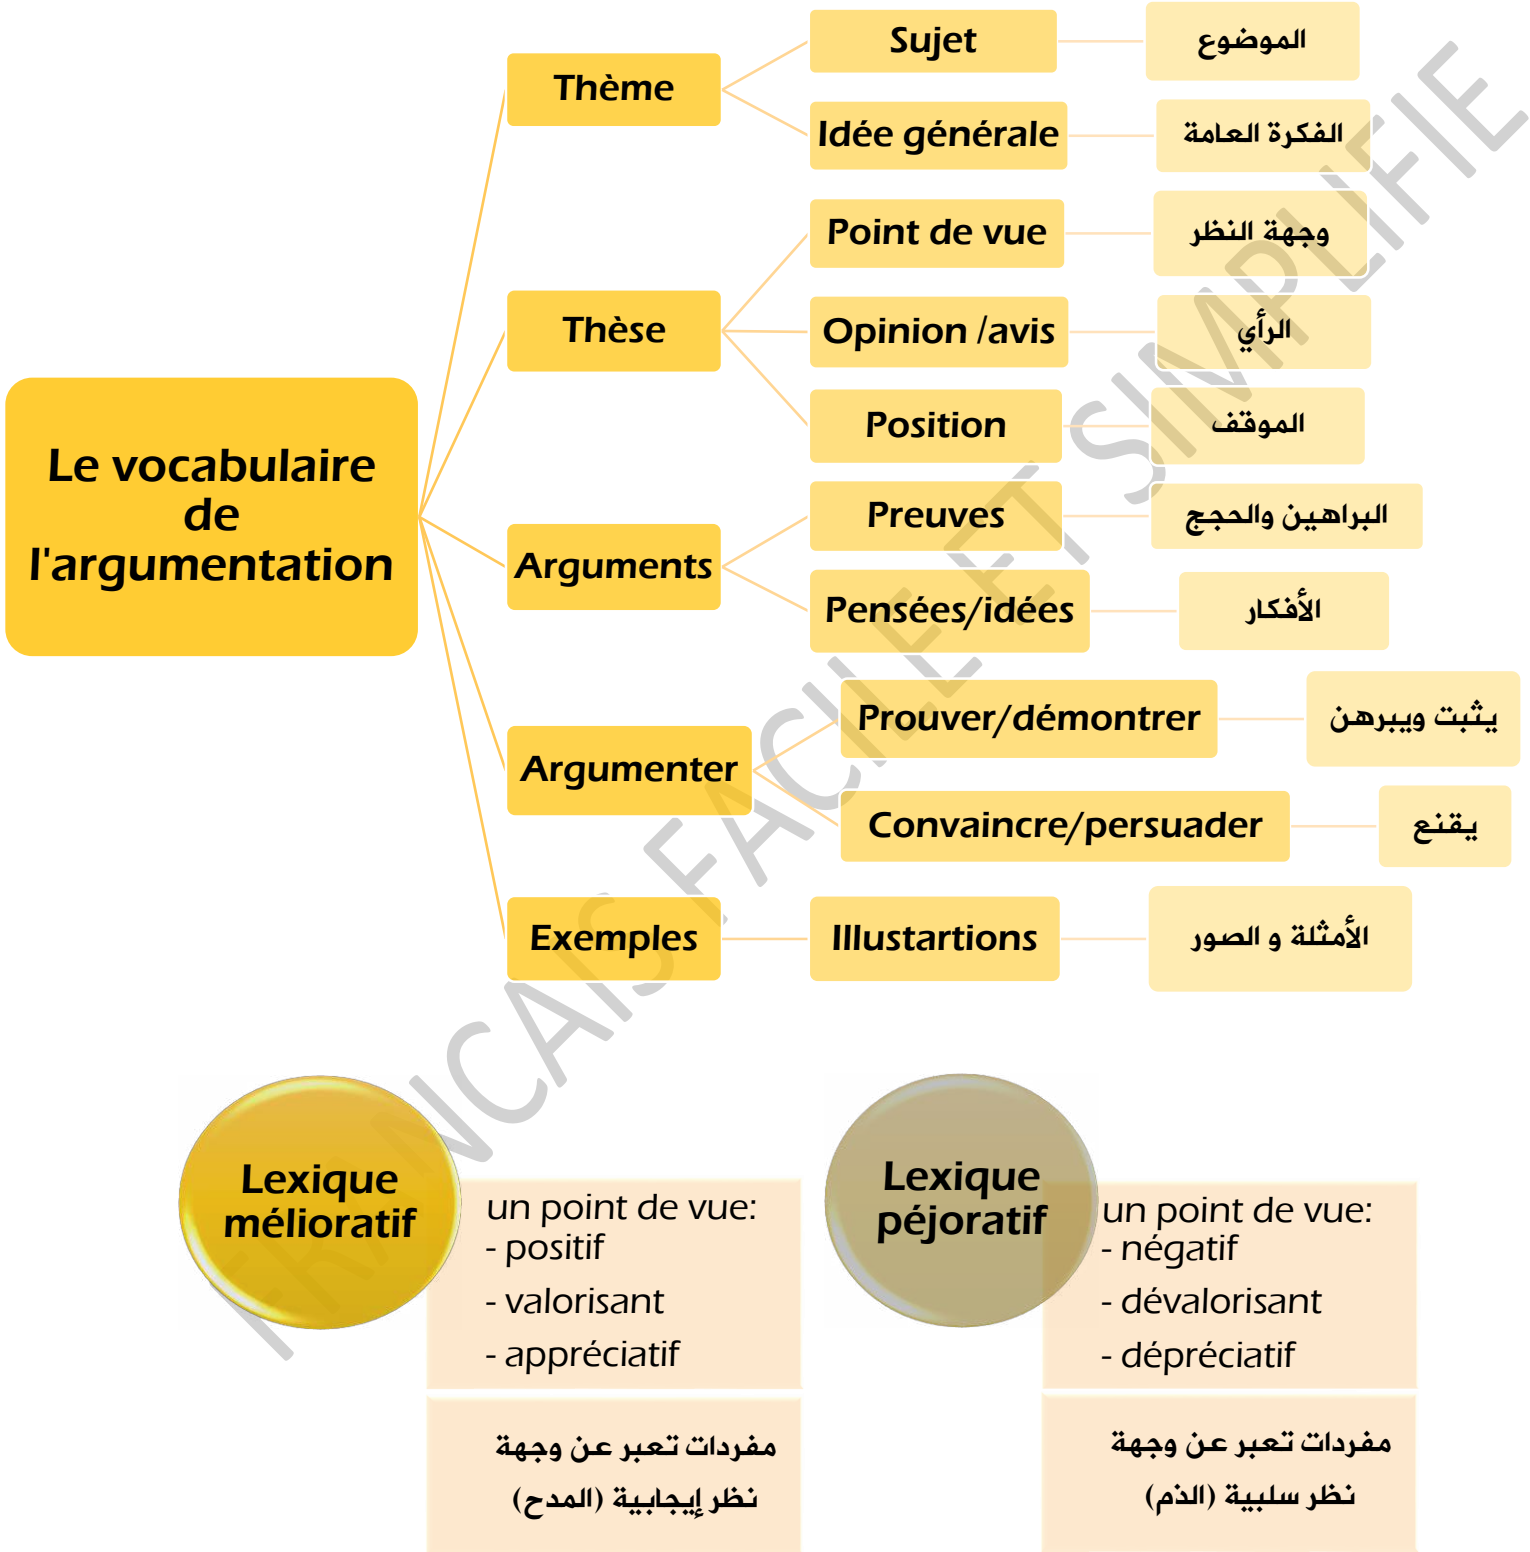 Le vocabulaire
de
l'argumentation
Thème
Sujet
الموضوع
Idée générale
الفكرة العامة
Thèse
Point de vue
وجهة النظر
Opinion /avis
الرأي
Position
الموقف
Arguments
Preuves
البراهين والحجج
Pensées/idées
الأفكار
Argumenter
Prouver/démontrer
يثبت ويبرهن
Convaincre/persuader
يقنع
Exemples
Illustartions
الأمثلة و الصور
Lexique
mélioratif
un point de vue:
- positif
- valorisant
- appréciatif
مفردات تعبر عن وجهة
نظر إيجابية (المدح)
Lexique
péjoratif
un point de vue:
- négatif
- dévalorisant
- dépréciatif
مفردات تعبر عن وجهة
نظر سلبية (الذم)
FRANCAIS FACILE ET SIMPLIFIE